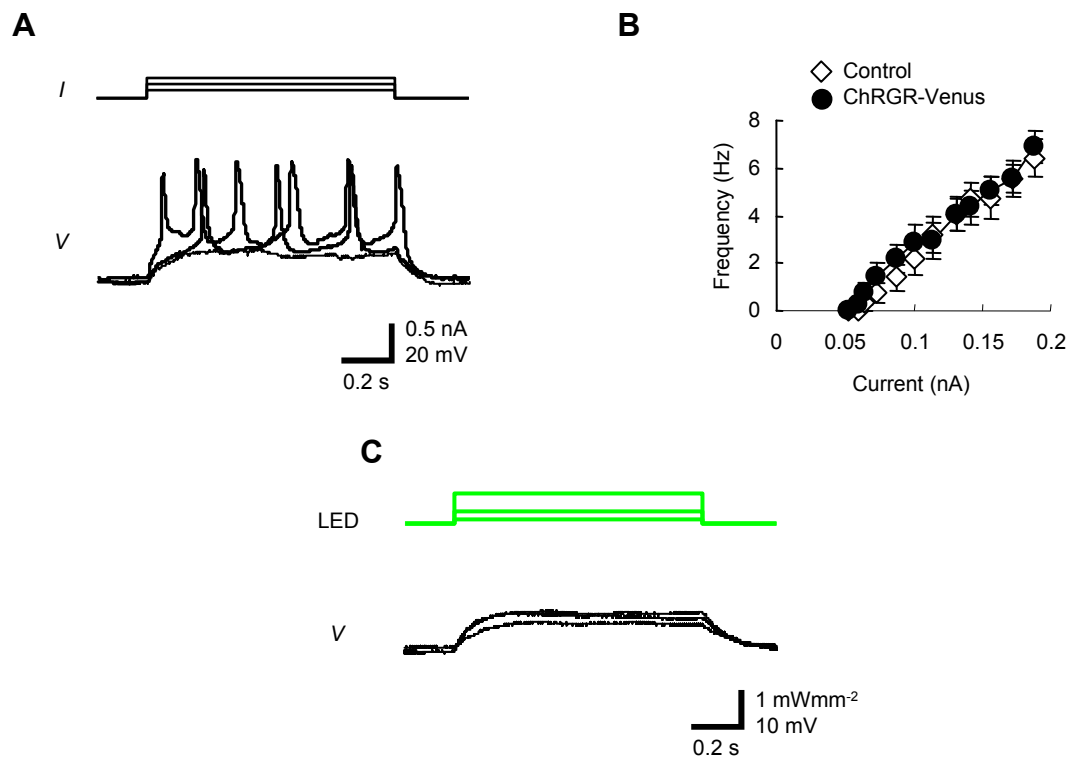 A
I
V
0.5 nA
20 mV
0.2 s
B
Control
ChRGR-Venus
Frequency (Hz)
8
6
4
2
0
0 0.05 0.1 0.15 0.2
Current (nA)
C
LED
V
1 mWmm-2
10 mV
0.2 s